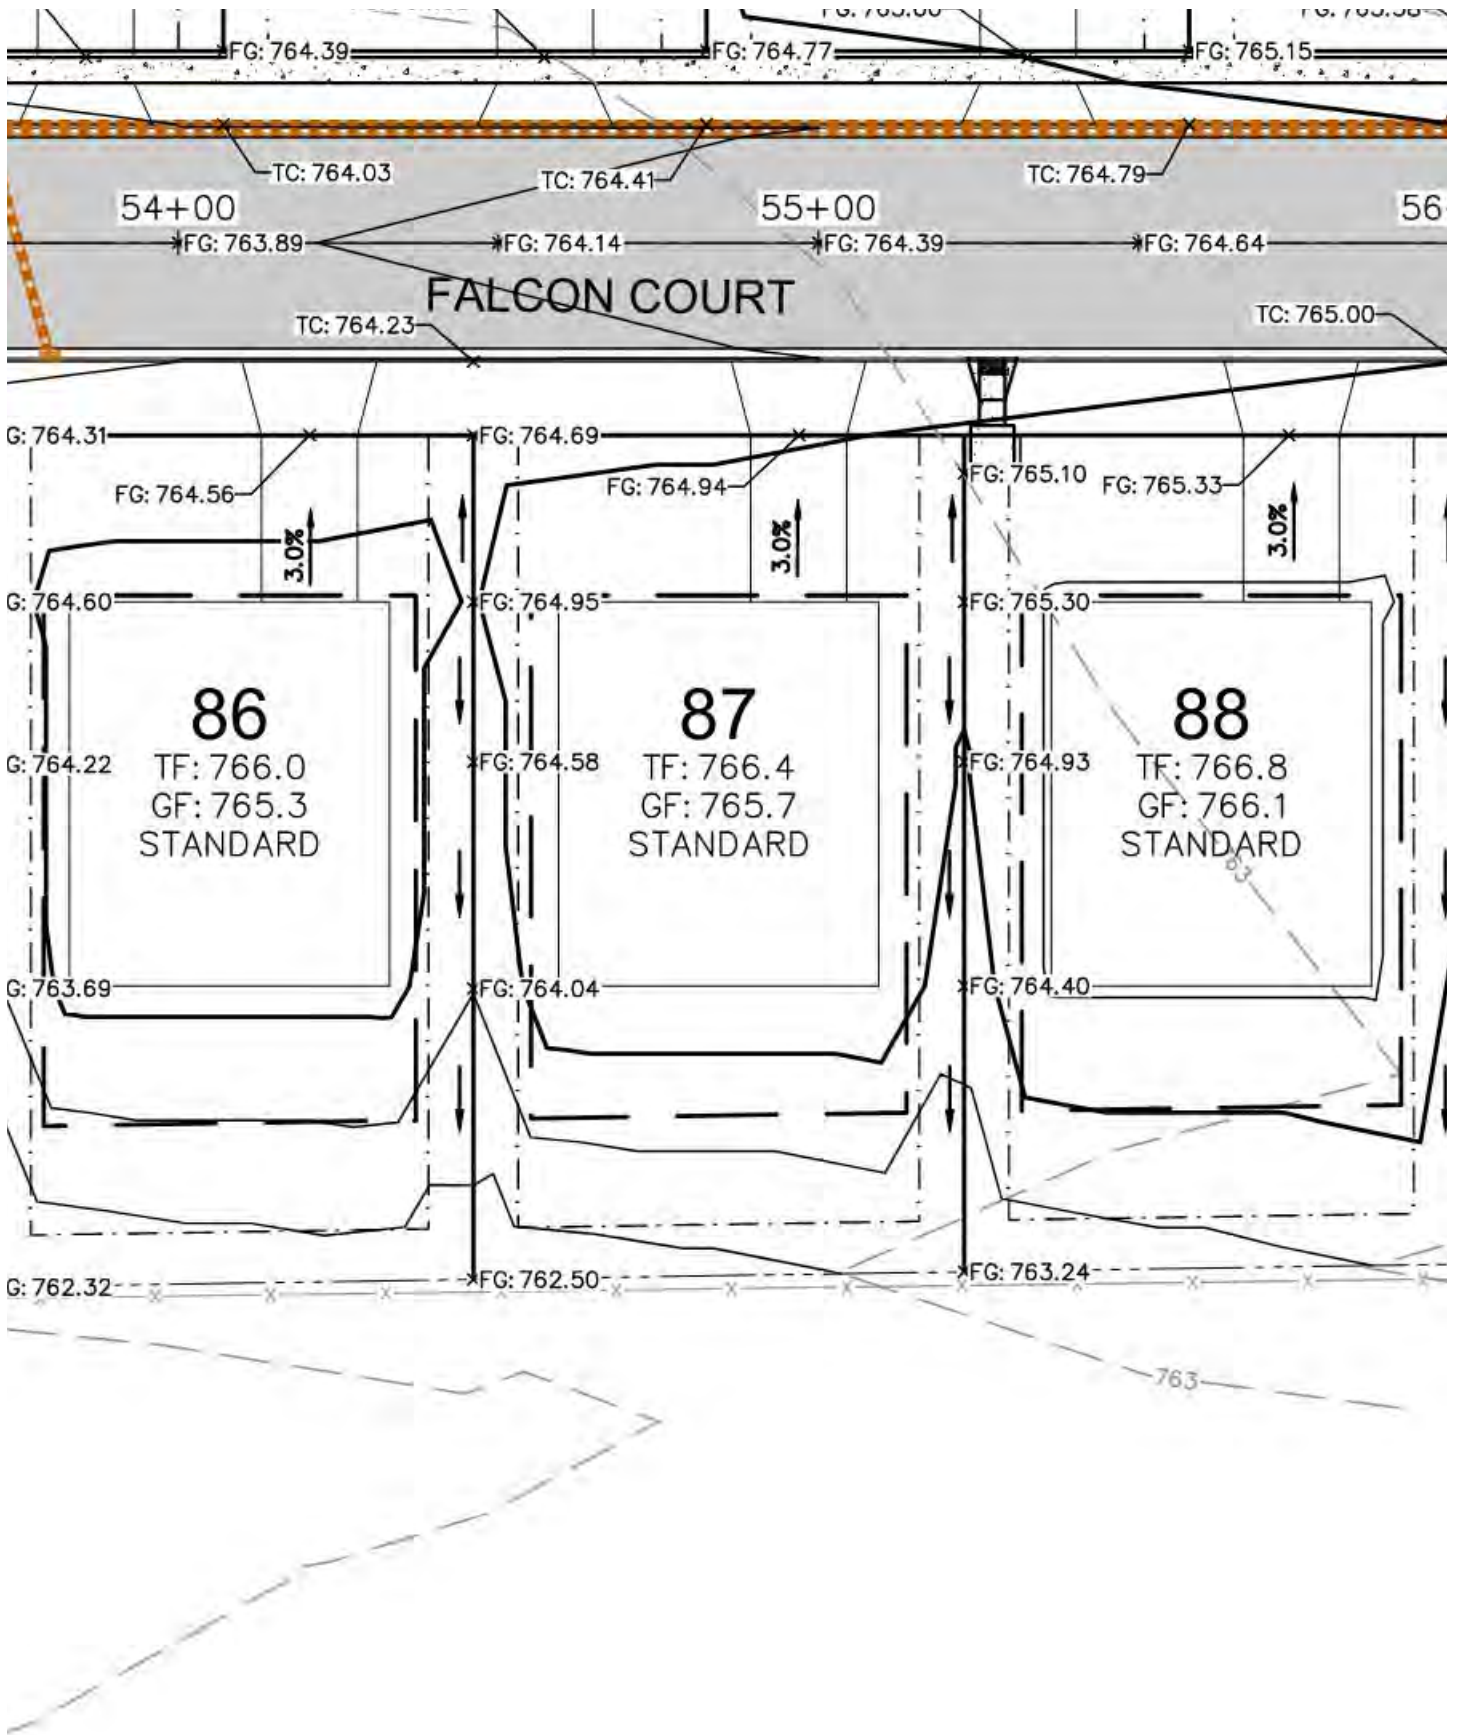 FG: 764.39
FG: 764.77
FG: 765.15
TC: 764.03
TC: 764.41
TC: 764.79
54+00
55+00
56
FG: 763.89
FG: 764.14
FG: 764.39
FG: 764.64
FALCON COURT
TC: 764.23
TC: 765.00
G: 764.31
FG: 764.69
FG: 764.56
FG: 764.94
FG: 765.10
FG: 765.33
3.0%
3.0%
3.0%
G: 764.60
FG: 764.95
FG: 765.30
86
TF: 766.0
GF: 765.3
STANDARD
87
TF: 766.4
GF: 765.7
STANDARD
88
TF: 766.8
GF: 766.1
STANDARD
G: 764.22
FG: 764.58
FG: 764.93
63
G: 763.69
FG: 764.04
FG: 764.40
G: 762.32
FG: 762.50
FG: 763.24
763